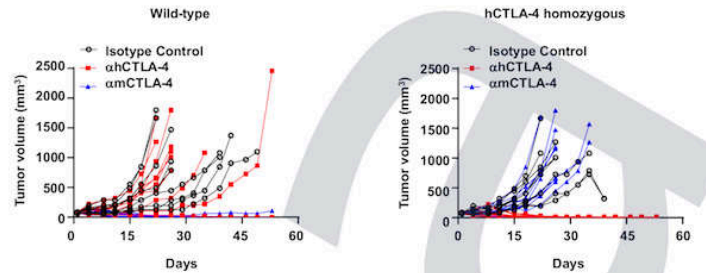 Wild-type
Isotype Control
αhCTLA-4
αmCTLA-4
Tumor volume (mm³)
2500
2000
1500
1000
500
0
0
15
30
45
60
Days
hCTLA-4 homozygous
Isotype Control
αhCTLA-4
αmCTLA-4
Tumor volume (mm³)
2500
2000
1500
1000
500
0
0
15
30
45
60
Days